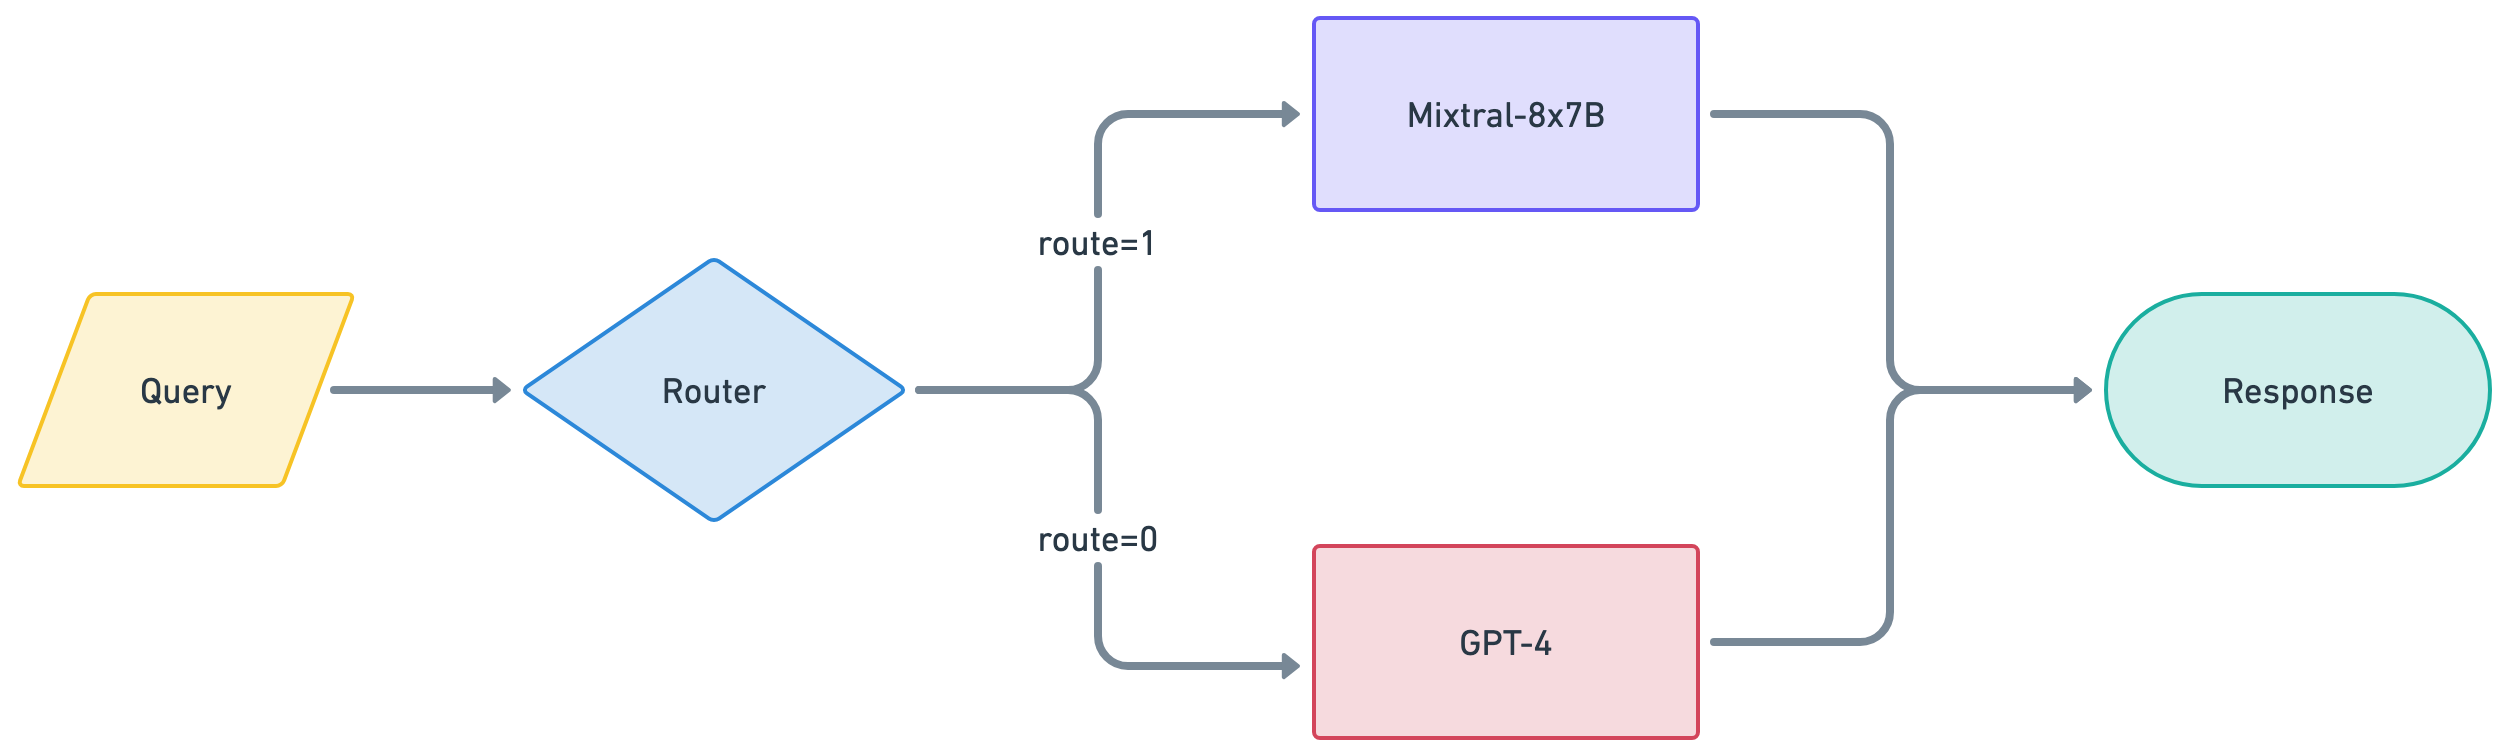 Query
Router
route=1
route=0
Mixtral-8x7B
GPT-4
Response